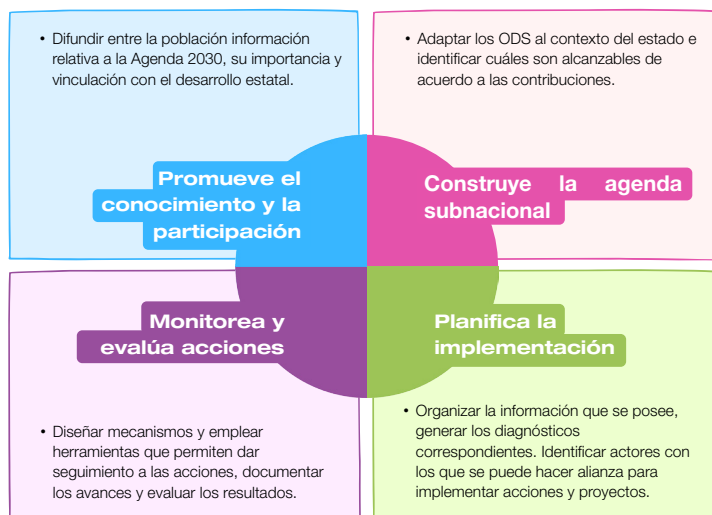 • Difundir entre la población información
relativa a la Agenda 2030, su importancia y
vinculación con el desarrollo estatal.
• Adaptar los ODS al contexto del estado e
identificar cuáles son alcanzables de
acuerdo a las contribuciones.
Promueve el
conocimiento y la
participación
Construye la agenda
subnacional
Monitorea y
evalúa acciones
Planifica la
implementación
• Diseñar mecanismos y emplear
herramientas que permiten dar
seguimiento a las acciones, documentar
los avances y evaluar los resultados.
• Organizar la información que se posee,
generar los diagnósticos
correspondientes. Identificar actores con
los que se puede hacer alianza para
implementar acciones y proyectos.